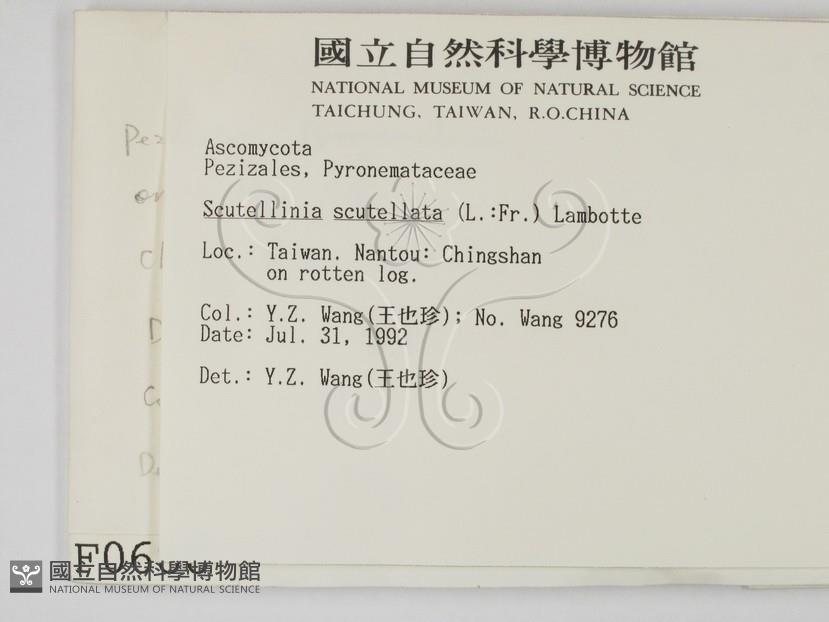 國立自然科學博物館
NATIONAL MUSEUM OF NATURAL SCIENCE
TAICHUNG, TAIWAN, R.O.CHINA
Ascomycota
Pezizales, Pyronemataceae
Scutellinia scutellata (L.:Fr.) Lambotte
Loc.: Taiwan. Nantou: Chingshan
on rotten log.
Col.: Y.Z. Wang(王也珍); No. Wang 9276
Date: Jul. 31, 1992
Det.: Y.Z. Wang(王也珍)
Pez
F06
國立自然科學博物館
NATIONAL MUSEUM OF NATURAL SCIENCE